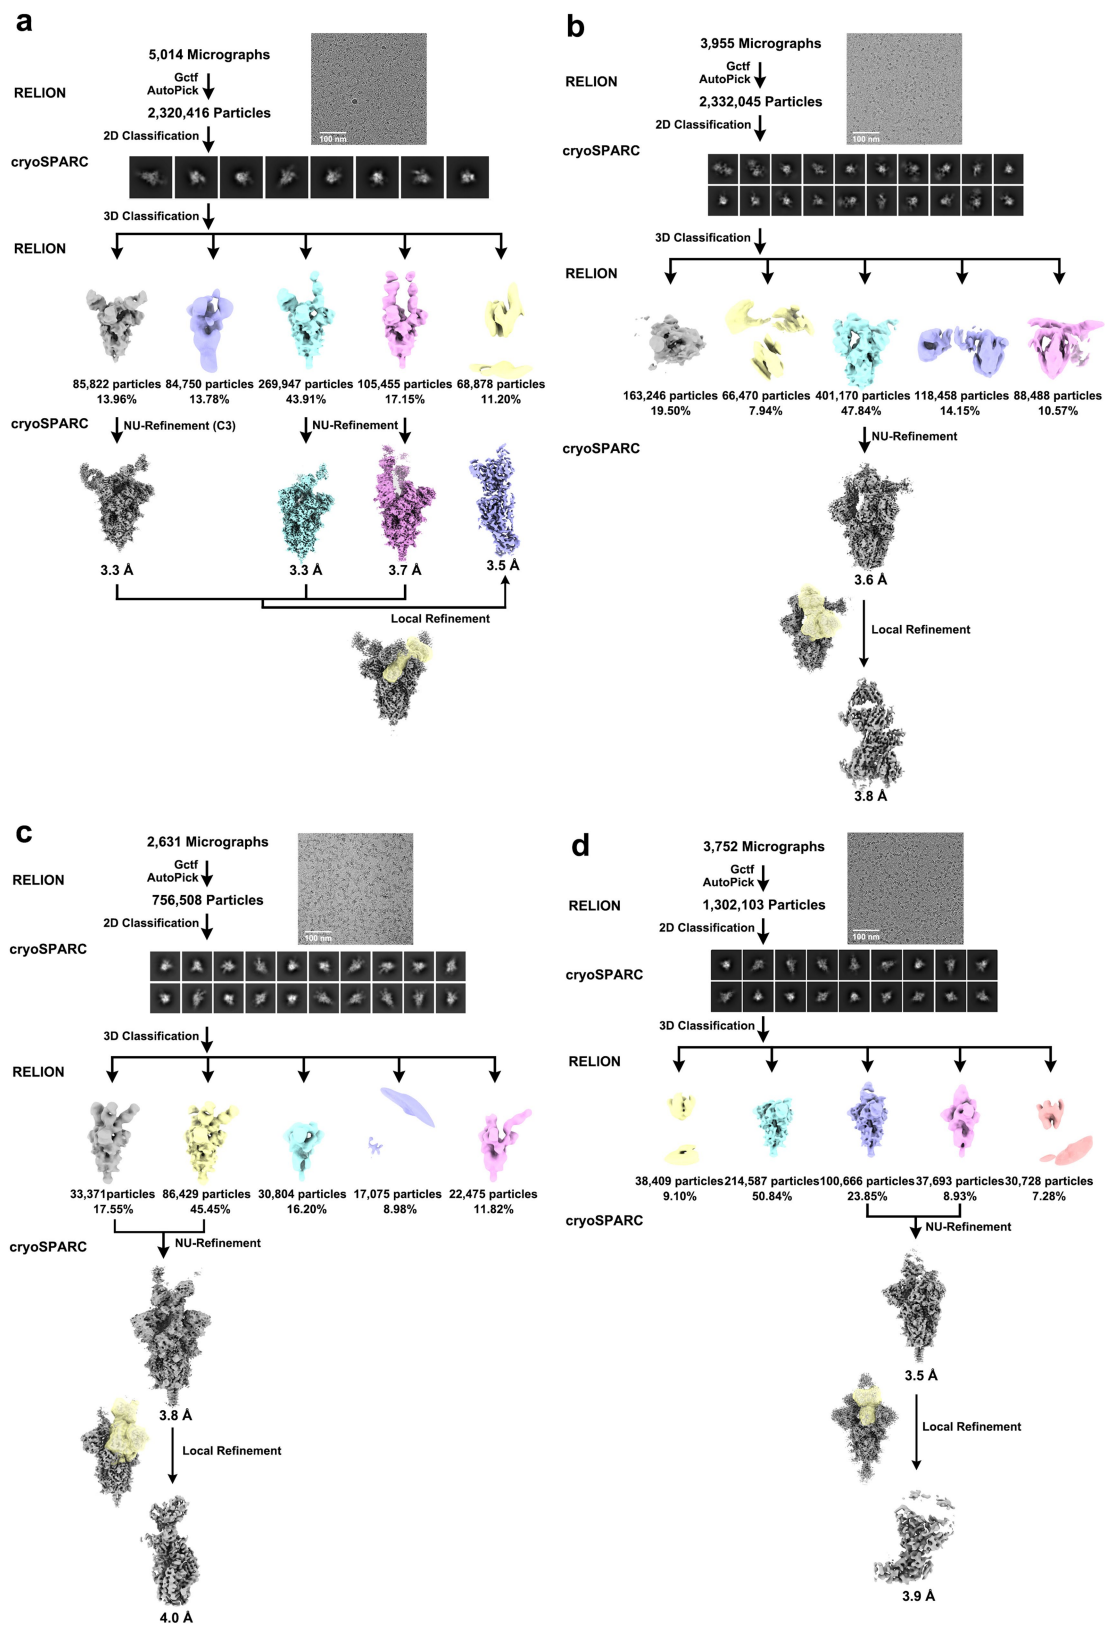 a
5,014 Micrographs
Gctf
AutoPick
RELION
2,320,416 Particles
100 nm
2D Classification
cryoSPARC
3D Classification
RELION
85,822 particles 84,750 particles 269,947 particles 105,455 particles 68,878 particles
13.96% 13.78% 43.91% 17.15% 11.20%
cryoSPARC
NU-Refinement (C3) NU-Refinement
3.3 Å 3.3 Å 3.7 Å 3.5 Å
Local Refinement
b
3,955 Micrographs
Gctf
AutoPick
RELION
2,332,045 Particles
100 nm
2D Classification
cryoSPARC
3D Classification
RELION
163,246 particles 66,470 particles 401,170 particles 118,458 particles 88,488 particles
19.50% 7.94% 47.84% 14.15% 10.57%
NU-Refinement
cryoSPARC
3.6 Å
Local Refinement
3.8 Å
c
2,631 Micrographs
Gctf
AutoPick
RELION
756,508 Particles
100 nm
2D Classification
cryoSPARC
3D Classification
RELION
33,371particles 86,429 particles 30,804 particles 17,075 particles 22,475 particles
17.55% 45.45% 16.20% 8.98% 11.82%
cryoSPARC
NU-Refinement
3.8 Å
Local Refinement
4.0 Å
d
3,752 Micrographs
Gctf
AutoPick
RELION
1,302,103 Particles
100 nm
2D Classification
cryoSPARC
3D Classification
RELION
38,409 particles 214,587 particles 100,666 particles 37,693 particles 30,728 particles
9.10% 50.84% 23.85% 8.93% 7.28%
cryoSPARC
NU-Refinement
3.5 Å
Local Refinement
3.9 Å